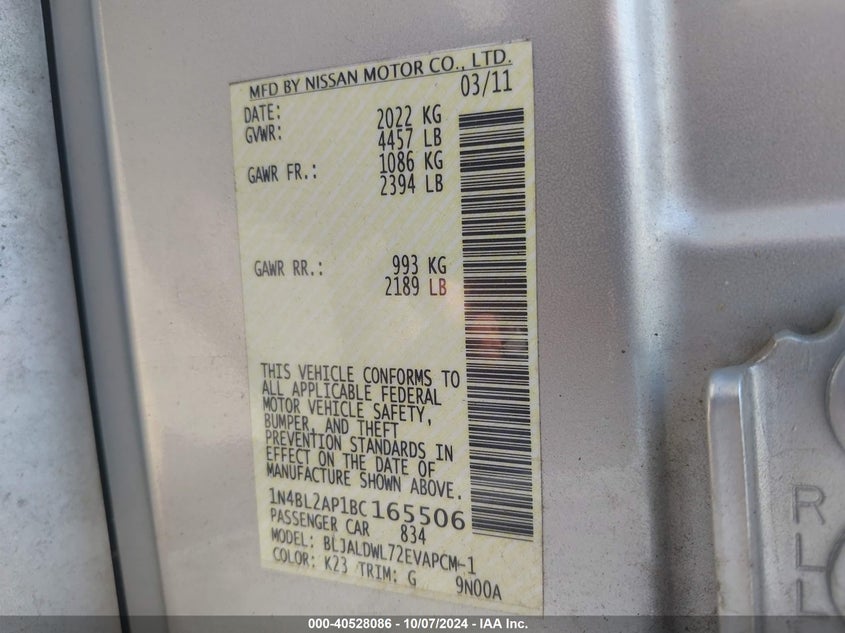 MFD BY NISSAN MOTOR CO., LTD.
DATE: 03/11
GVWR: 2022 KG
4457 LB
GAWR FR.: 1086 KG
2394 LB
GAWR RR.: 993 KG
2189 LB
THIS VEHICLE CONFORMS TO
ALL APPLICABLE FEDERAL
MOTOR VEHICLE SAFETY,
BUMPER, AND THEFT
PREVENTION STANDARDS IN
EFFECT ON THE DATE OF
MANUFACTURE SHOWN ABOVE.
1N4BL2AP1BC165506
PASSENGER CAR 834
MODEL: BLJALDWL72EVAPCM-1
COLOR: K23 TRIM: G 9N00A
R
L
L
000-40528086 - 10/07/2024 - IAA Inc.